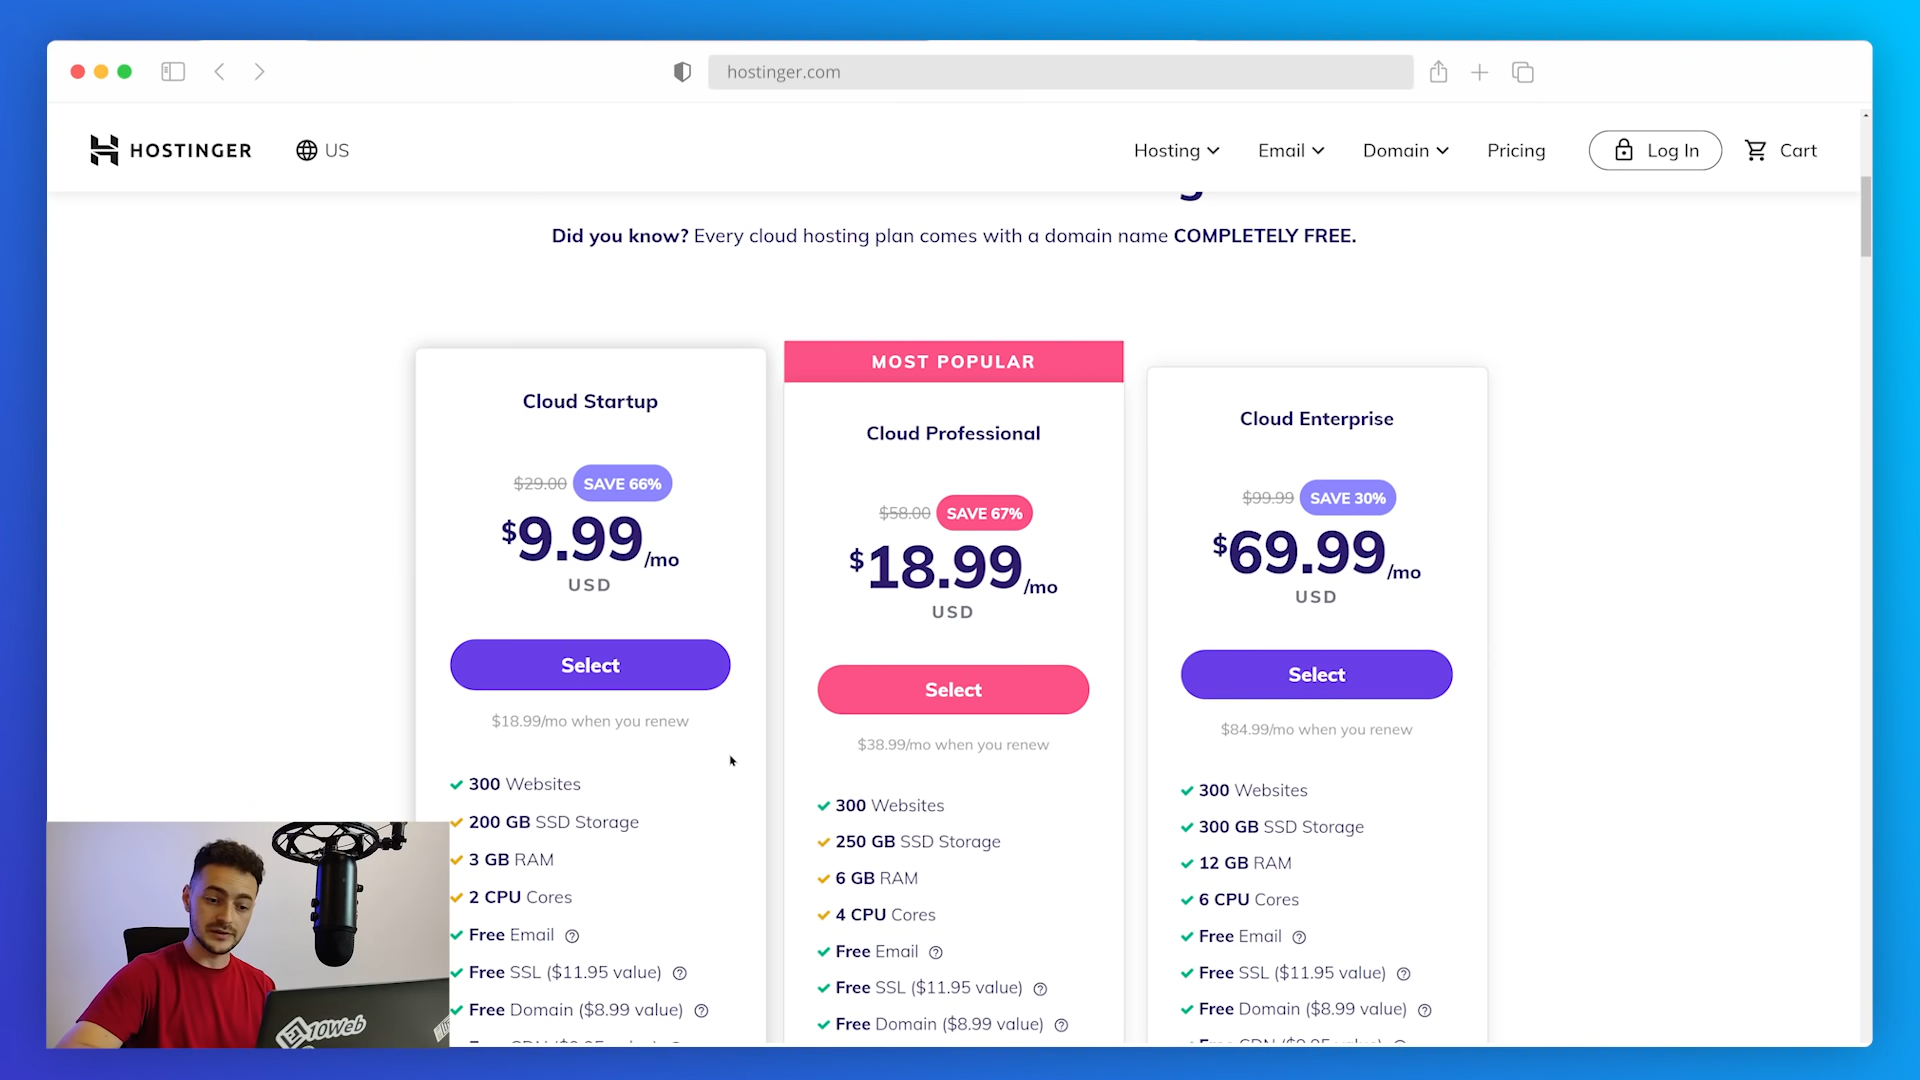 hostinger.com
HOSTINGER
US
Hosting
Email
Domain
Pricing
Log In
Cart
Did you know? Every cloud hosting plan comes with a domain name COMPLETELY FREE.
Cloud Startup
$29.00 SAVE 66%
$9.99/mo
USD
Select
$18.99/mo when you renew
300 Websites
200 GB SSD Storage
3 GB RAM
2 CPU Cores
Free Email
Free SSL ($11.95 value)
Free Domain ($8.99 value)
MOST POPULAR
Cloud Professional
$58.00 SAVE 67%
$18.99/mo
USD
Select
$38.99/mo when you renew
300 Websites
250 GB SSD Storage
6 GB RAM
4 CPU Cores
Free Email
Free SSL ($11.95 value)
Free Domain ($8.99 value)
Cloud Enterprise
$99.99 SAVE 30%
$69.99/mo
USD
Select
$84.99/mo when you renew
300 Websites
300 GB SSD Storage
12 GB RAM
6 CPU Cores
Free Email
Free SSL ($11.95 value)
Free Domain ($8.99 value)
10Web